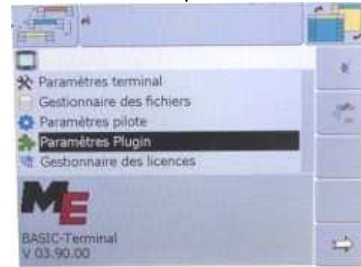 Paramètres terminal
Gestionnaire des fichiers
Paramètres pilote
Paramètres Plugin
Gestionnaire des licences
ME
BASIC-Terminal
V 03.90.00